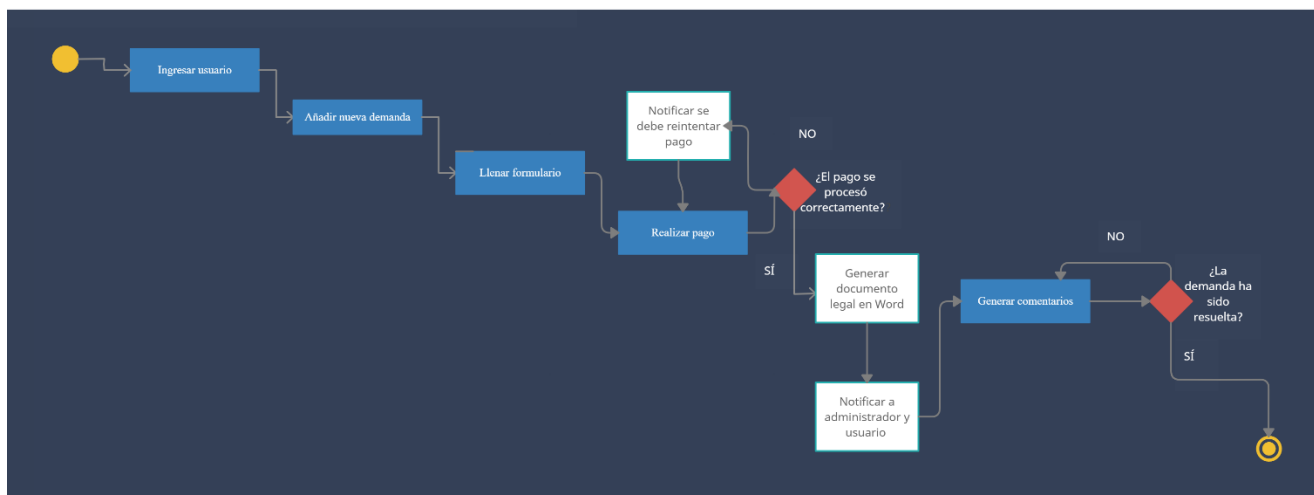 Ingresar usuario
Añadir nueva demanda
Llenar formulario
Notificar se
debe reintentar
pago
NO
¿El pago se
procesó
correctamente?
Realizar pago
SÍ
Generar
documento
legal en Word
Notificar a
administrador y
usuario
Generar comentarios
NO
¿La
demanda ha
sido
resuelta?
SÍ